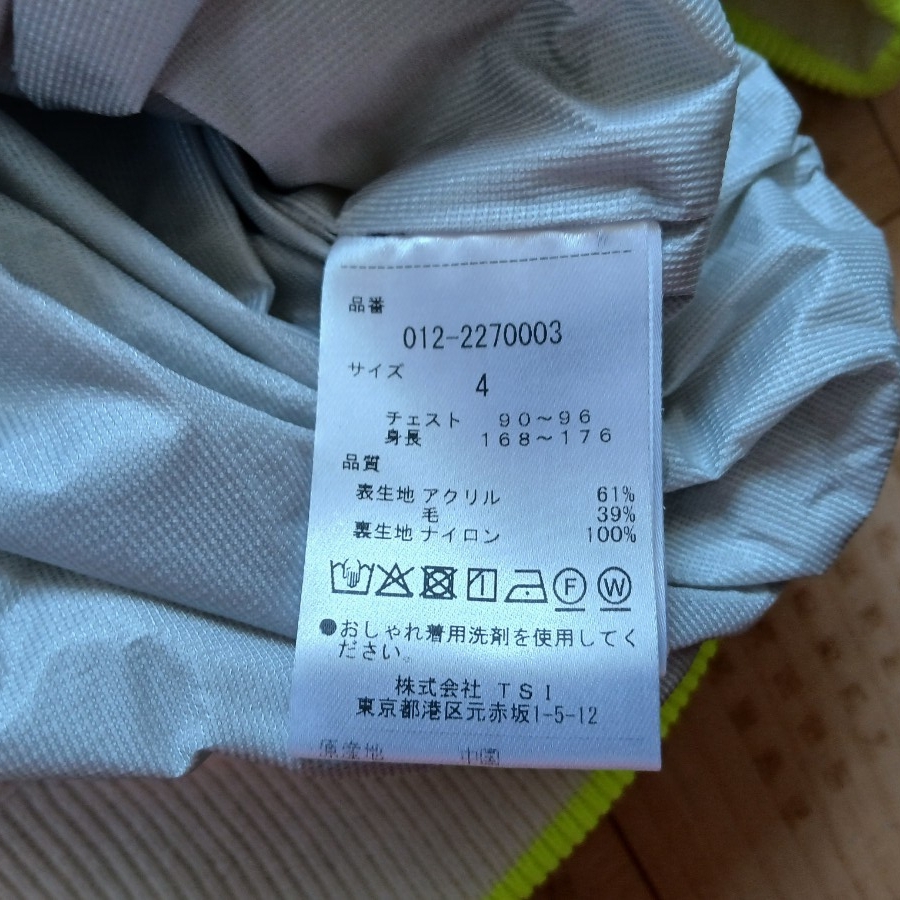 品番
012-2270003
サイズ
4
チェスト 90～96
身長 168～176
品質
表生地 アクリル 61%
毛 39%
裏生地 ナイロン 100%
F W
●おしゃれ着用洗剤を使用してく
ださい。
株式会社 TSI
東京都港区元赤坂1-5-12
原産地 中国